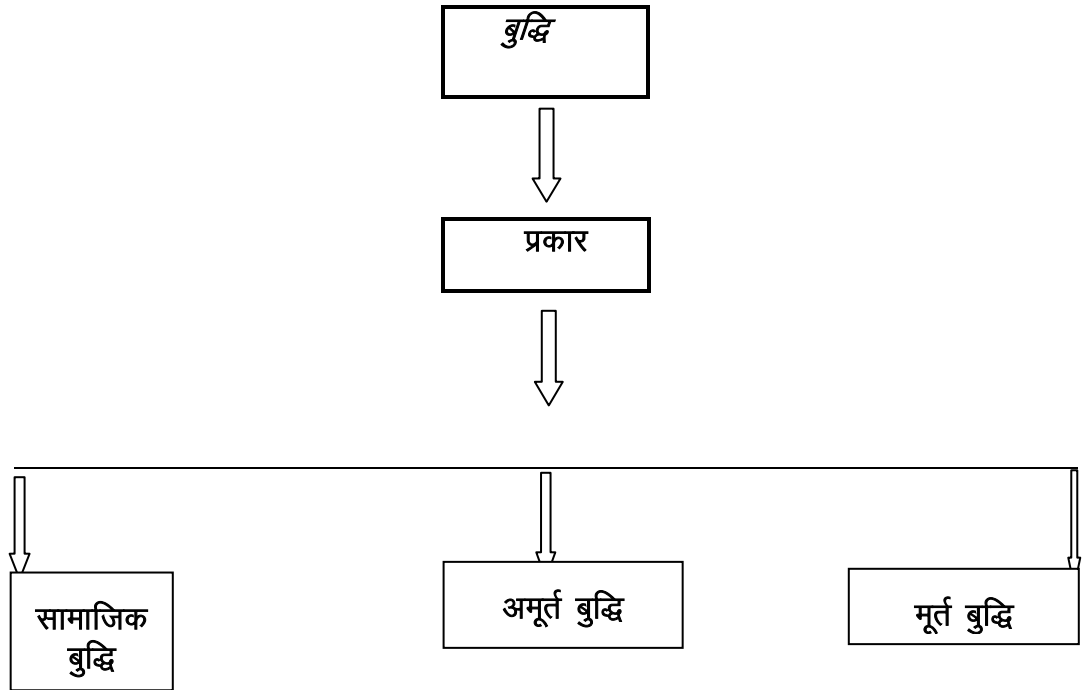 बुद्धि
प्रकार
सामाजिक
बुद्धि
अमूर्त बुद्धि
मूर्त बुद्धि